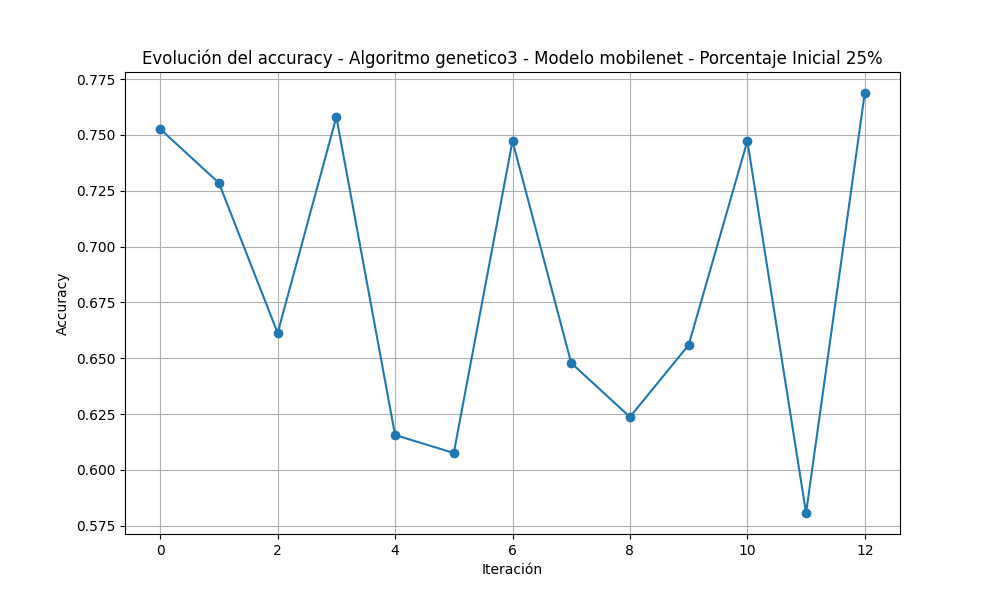 Evolución del accuracy - Algoritmo genetico3 - Modelo mobilenet - Porcentaje Inicial 25%
0.775
0.750
0.725
0.700
0.675
0.650
0.625
0.600
0.575
Accuracy
0 2 4 6 8 10 12
Iteración